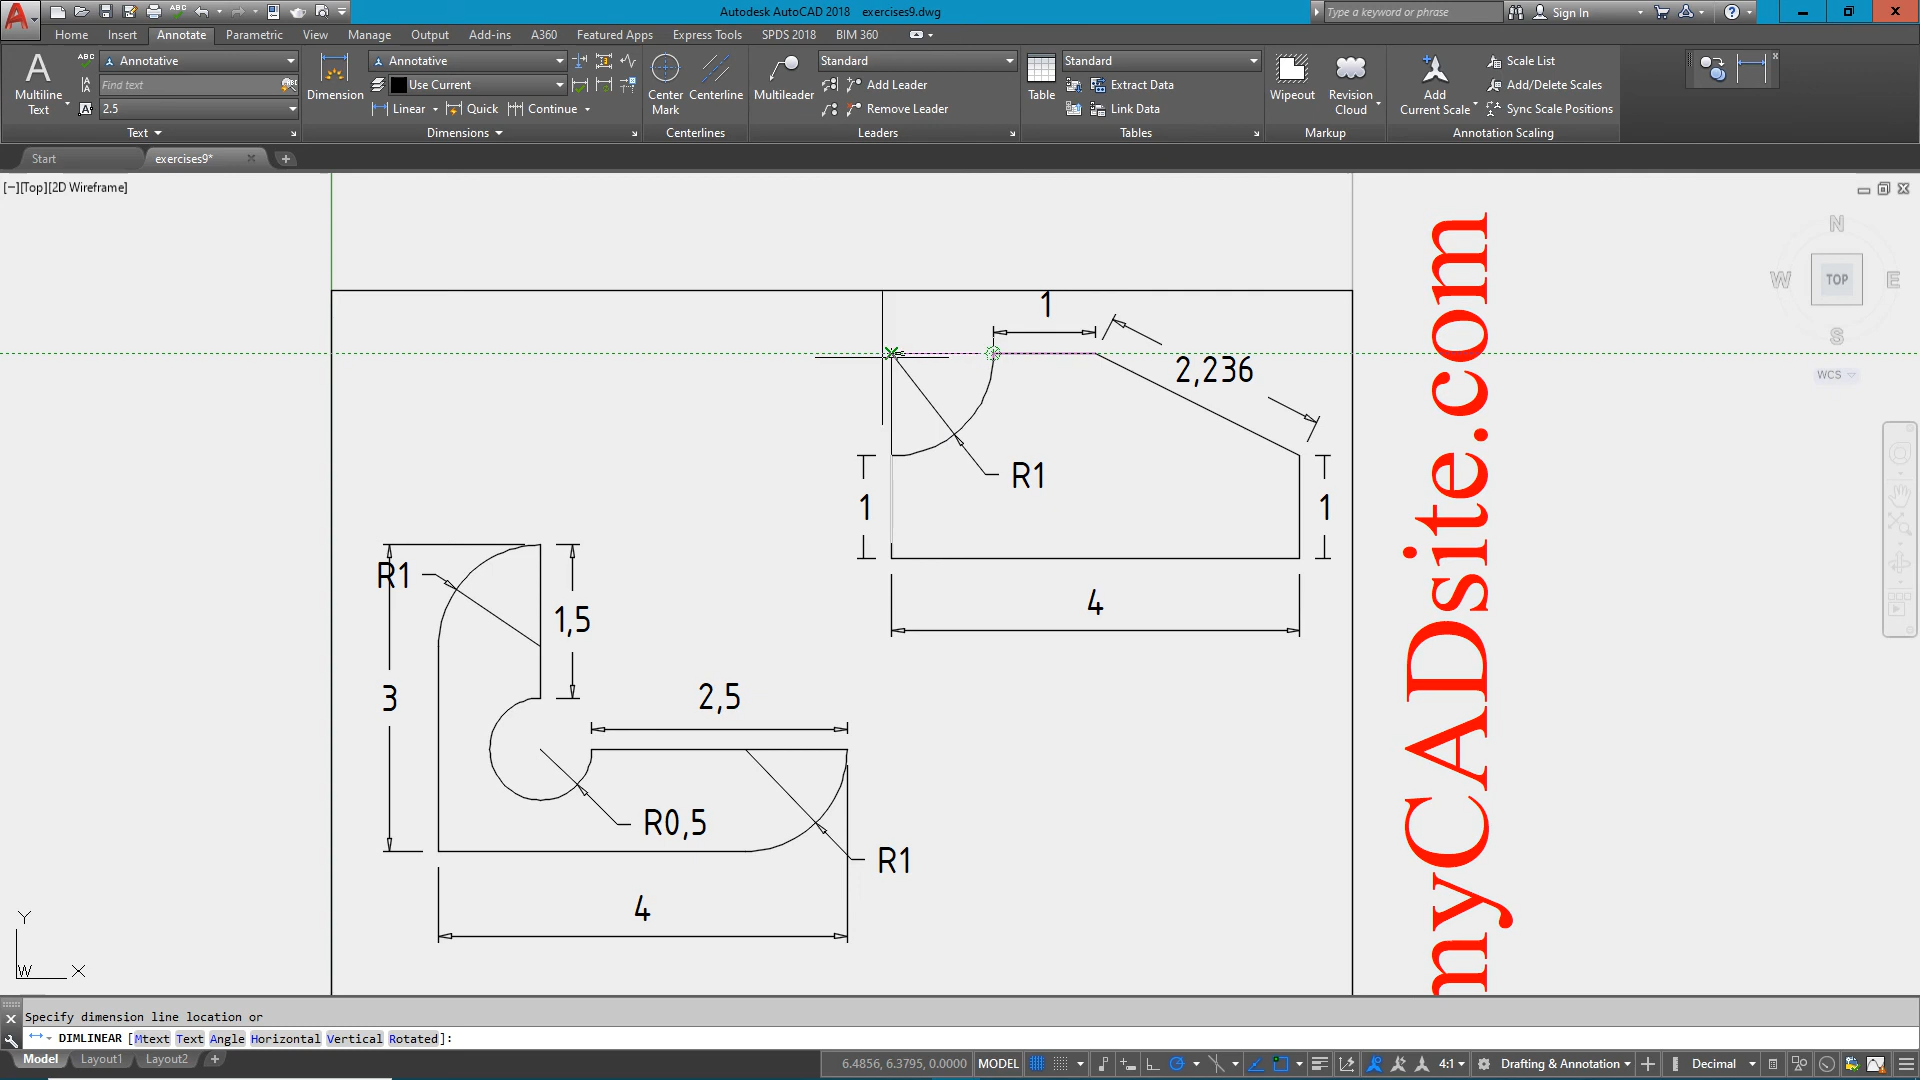 Autodesk AutoCAD 2018 exercises9.dwg
Type a keyword or phrase
Sign In
Home Insert Annotate Parametric View Manage Output Add-ins A360 Featured Apps Express Tools SPDS 2018 BIM 360
Multiline Text
ABC Annotative
Find text
2.5
Text
Dimension
Annotative
Use Current
Linear Quick Continue
Dimensions
Center Mark
Centerline
Centerlines
Multileader
Standard
Add Leader
Remove Leader
Leaders
Table
Standard
Extract Data
Link Data
Tables
Wipeout
Revision Cloud
Markup
Add Current Scale
Scale List
Add/Delete Scales
Sync Scale Positions
Annotation Scaling
Start exercises9*
[−][Top][2D Wireframe]
N
W TOP E
S
WCS
1
2,236
R1
1
1
4
R1
1,5
3
2,5
R0,5
R1
4
myCADsite.com
Y
W X
Specify dimension line location or
DIMLINEAR [Mtext Text Angle Horizontal Vertical Rotated]:
Model Layout1 Layout2
6.4856, 6.3795, 0.0000 MODEL 4:1 Drafting & Annotation Decimal